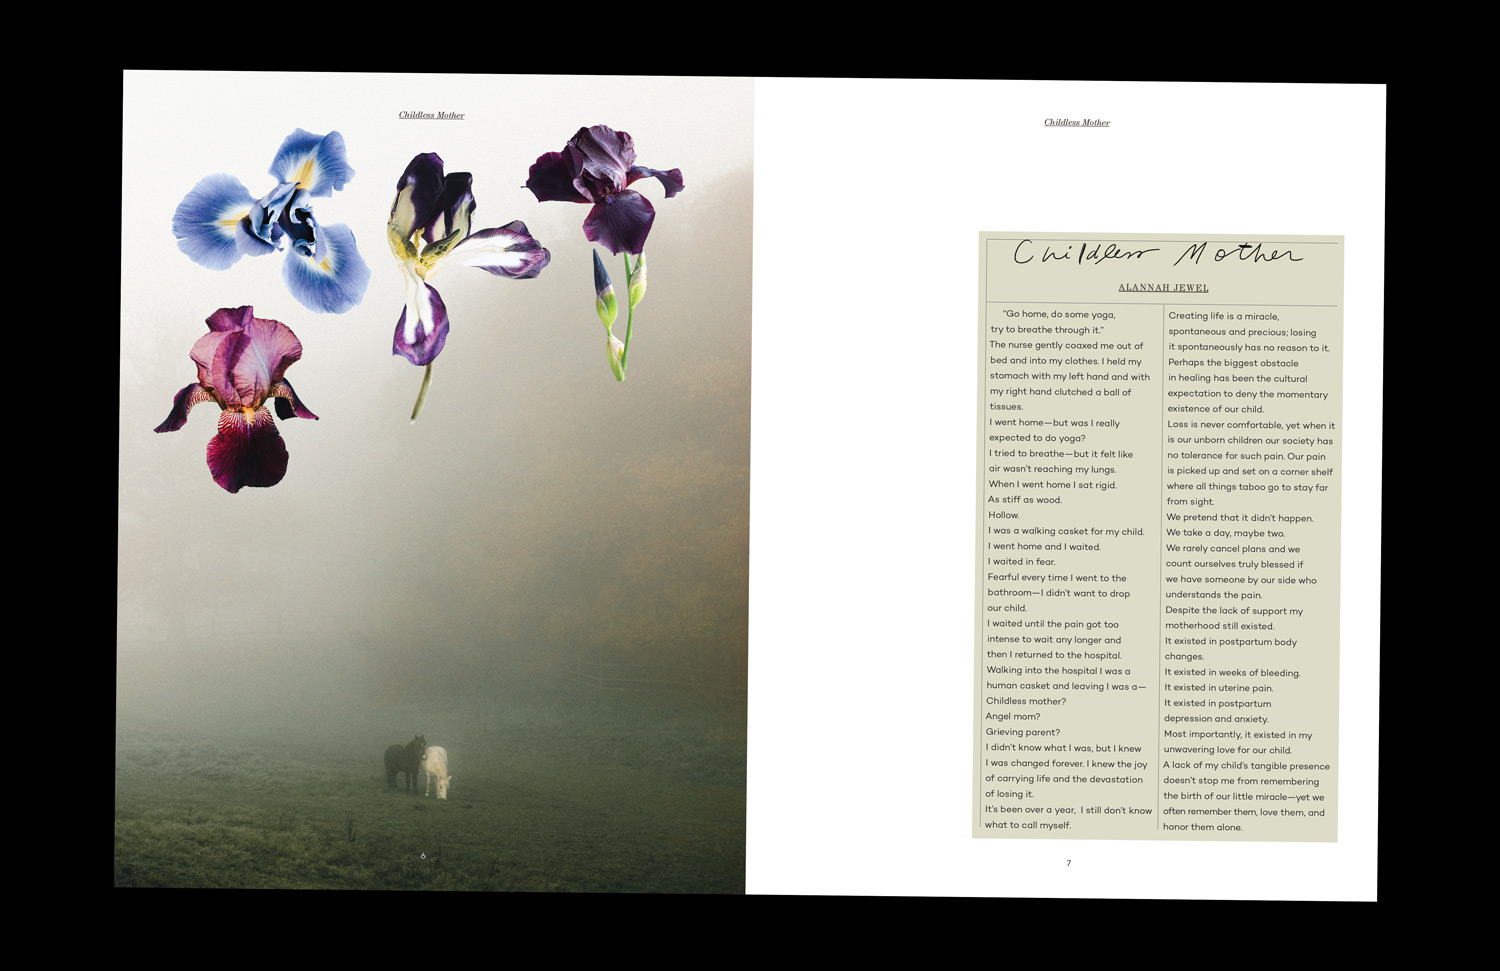 Childless Mother
6
Childless Mother
Childless Mother
ALANNAH JEWEL
“Go home, do some yoga,
try to breathe through it.”
The nurse gently coaxed me out of
bed and into my clothes. I held my
stomach with my left hand and with
my right hand clutched a ball of
tissues.
I went home—but was I really
expected to do yoga?
I tried to breathe—but it felt like
air wasn’t reaching my lungs.
When I went home I sat rigid.
As stiff as wood.
Hollow.
I was a walking casket for my child.
I went home and I waited.
I waited in fear.
Fearful every time I went to the
bathroom—I didn’t want to drop
our child.
I waited until the pain got too
intense to wait any longer and
then I returned to the hospital.
Walking into the hospital I was a
human casket and leaving I was a—
Childless mother?
Angel mom?
Grieving parent?
I didn’t know what I was, but I knew
I was changed forever. I knew the joy
of carrying life and the devastation
of losing it.
It’s been over a year, I still don’t know
what to call myself.
Creating life is a miracle,
spontaneous and precious; losing
it spontaneously has no reason to it.
Perhaps the biggest obstacle
in healing has been the cultural
expectation to deny the momentary
existence of our child.
Loss is never comfortable, yet when it
is our unborn children our society has
no tolerance for such pain. Our pain
is picked up and set on a corner shelf
where all things taboo go to stay far
from sight.
We pretend that it didn’t happen.
We take a day, maybe two.
We rarely cancel plans and we
count ourselves truly blessed if
we have someone by our side who
understands the pain.
Despite the lack of support my
motherhood still existed.
It existed in postpartum body
changes.
It existed in weeks of bleeding.
It existed in uterine pain.
It existed in postpartum
depression and anxiety.
Most importantly, it existed in my
unwavering love for our child.
A lack of my child’s tangible presence
doesn’t stop me from remembering
the birth of our little miracle—yet we
often remember them, love them, and
honor them alone.
7